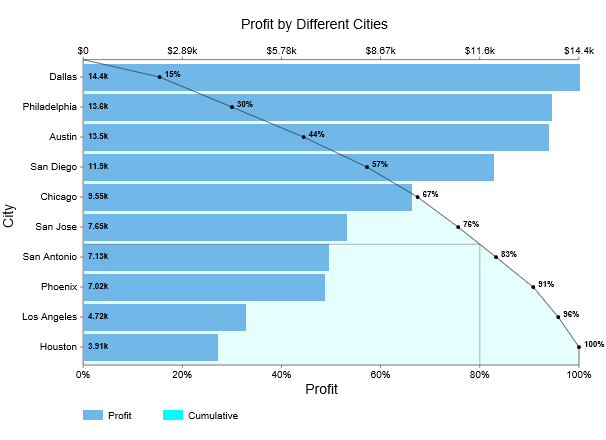 Profit by Different Cities
$0 $2.89k $5.78k $8.67k $11.6k $14.4k
Dallas 14.4k 15%
Philadelphia 13.6k 30%
Austin 13.5k 44%
San Diego 11.9k 57%
Chicago 9.55k 67%
San Jose 7.65k 76%
San Antonio 7.13k 83%
Phoenix 7.02k 91%
Los Angeles 4.72k 96%
Houston 3.91k 100%
City
0% 20% 40% 60% 80% 100%
Profit
Profit Cumulative